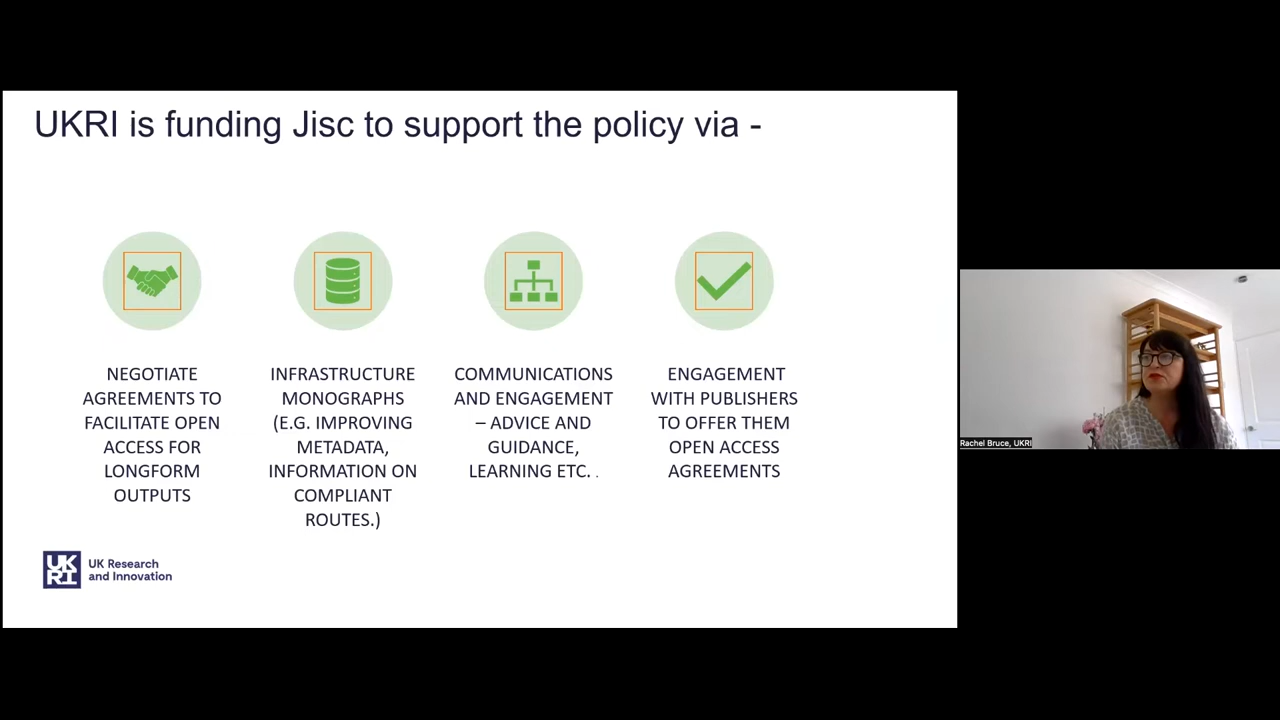 UKRI is funding Jisc to support the policy via -
NEGOTIATE
AGREEMENTS TO
FACILITATE OPEN
ACCESS FOR
LONGFORM
OUTPUTS
INFRASTRUCTURE
MONOGRAPHS
(E.G. IMPROVING
METADATA,
INFORMATION ON
COMPLIANT
ROUTES.)
COMMUNICATIONS
AND ENGAGEMENT
– ADVICE AND
GUIDANCE,
LEARNING ETC. .
ENGAGEMENT
WITH PUBLISHERS
TO OFFER THEM
OPEN ACCESS
AGREEMENTS
UK
RI
UK Research
and Innovation
Rachel Bruce, UKRI